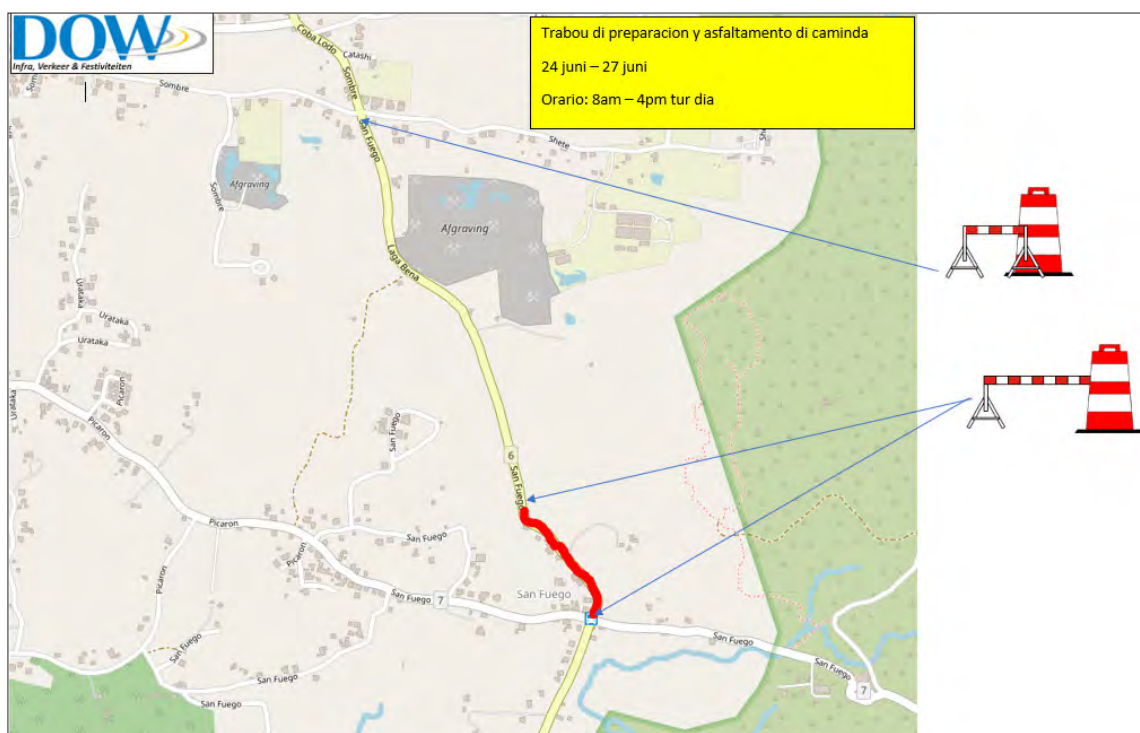 DOW
Infra, Verkeer & Festiviteiten
Trabou di preparacion y asfaltamento di caminda
24 juni – 27 juni
Orario: 8am – 4pm tur dia
Coba Lodo
Catashi
Sombre
Sombre
San Fuego
Shete
Afgraving
Sombre
Afgraving
Laga Bena
Urataka
Urataka
Urataka
Urataka
Picaron
Picaron
San Fuego
6
San Fuego
Picaron
San Fuego
Picaron
Picaron
San Fuego
7
San Fuego
San Fuego
San Fuego
San Fuego
San Fuego
San Fuego
7
San Fuego